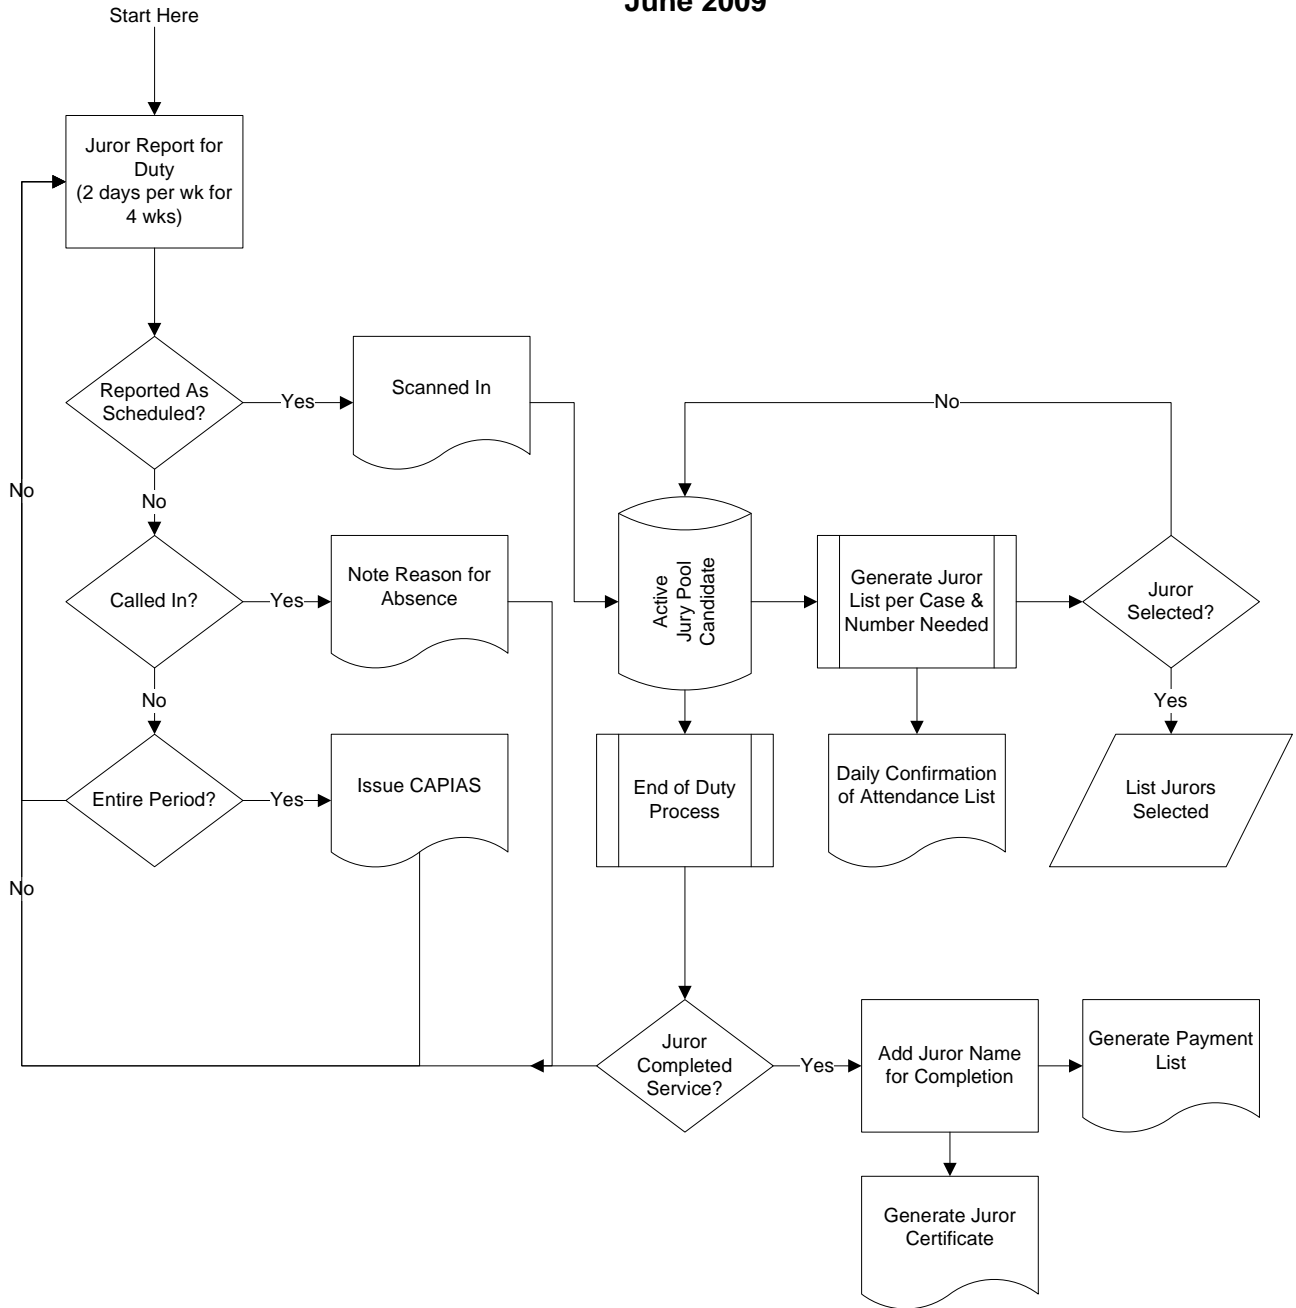 June 2009
Start Here
Juror Report for
Duty
(2 days per wk for
4 wks)
Reported As
Scheduled?
Yes
Scanned In
No
No
No
Called In?
Yes
Note Reason for
Absence
Active
Jury Pool
Candidate
Generate Juror
List per Case &
Number Needed
Juror
Selected?
No
Yes
Entire Period?
Yes
Issue CAPIAS
End of Duty
Process
Daily Confirmation
of Attendance List
List Jurors
Selected
No
Juror
Completed
Service?
Yes
Add Juror Name
for Completion
Generate Payment
List
Generate Juror
Certificate